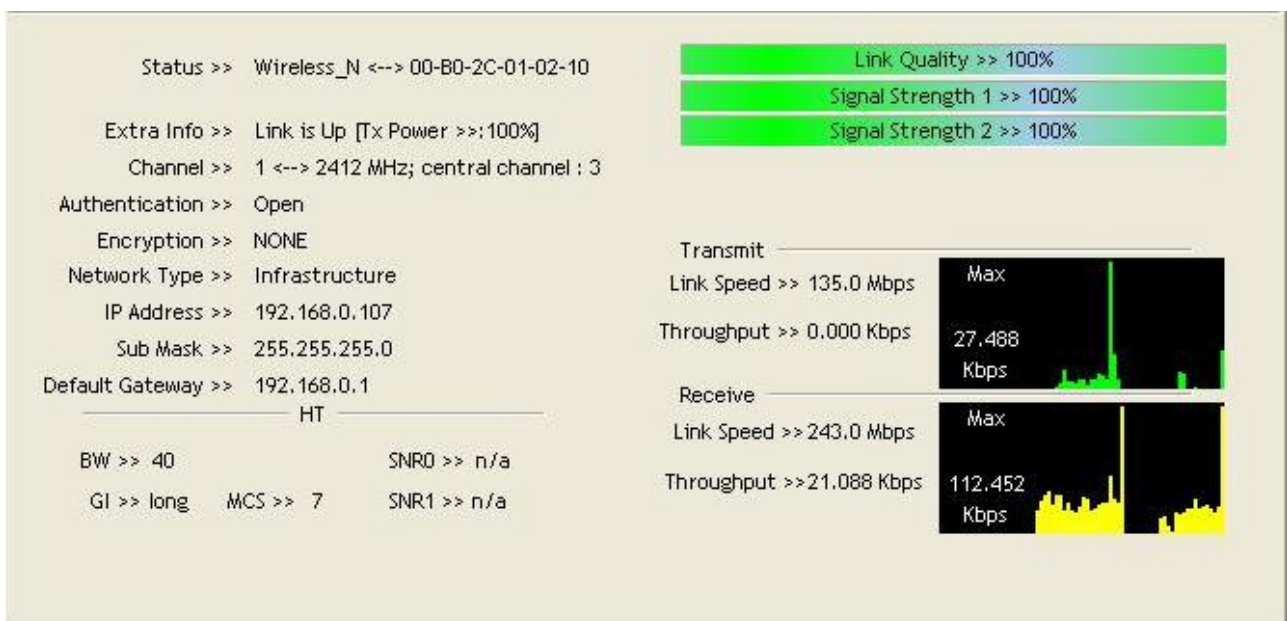 Status >> Wireless_N <--> 00-B0-2C-01-02-10
Extra Info >> Link is Up [Tx Power >>:100%]
Channel >> 1 <--> 2412 MHz; central channel : 3
Authentication >> Open
Encryption >> NONE
Network Type >> Infrastructure
IP Address >> 192.168.0.107
Sub Mask >> 255.255.255.0
Default Gateway >> 192.168.0.1
HT
BW >> 40 SNR0 >> n/a
GI >> long MCS >> 7 SNR1 >> n/a
Link Quality >> 100%
Signal Strength 1 >> 100%
Signal Strength 2 >> 100%
Transmit
Link Speed >> 135.0 Mbps
Throughput >> 0.000 Kbps
Max
27.488
Kbps
Receive
Link Speed >> 243.0 Mbps
Throughput >>21.088 Kbps
Max
112.452
Kbps